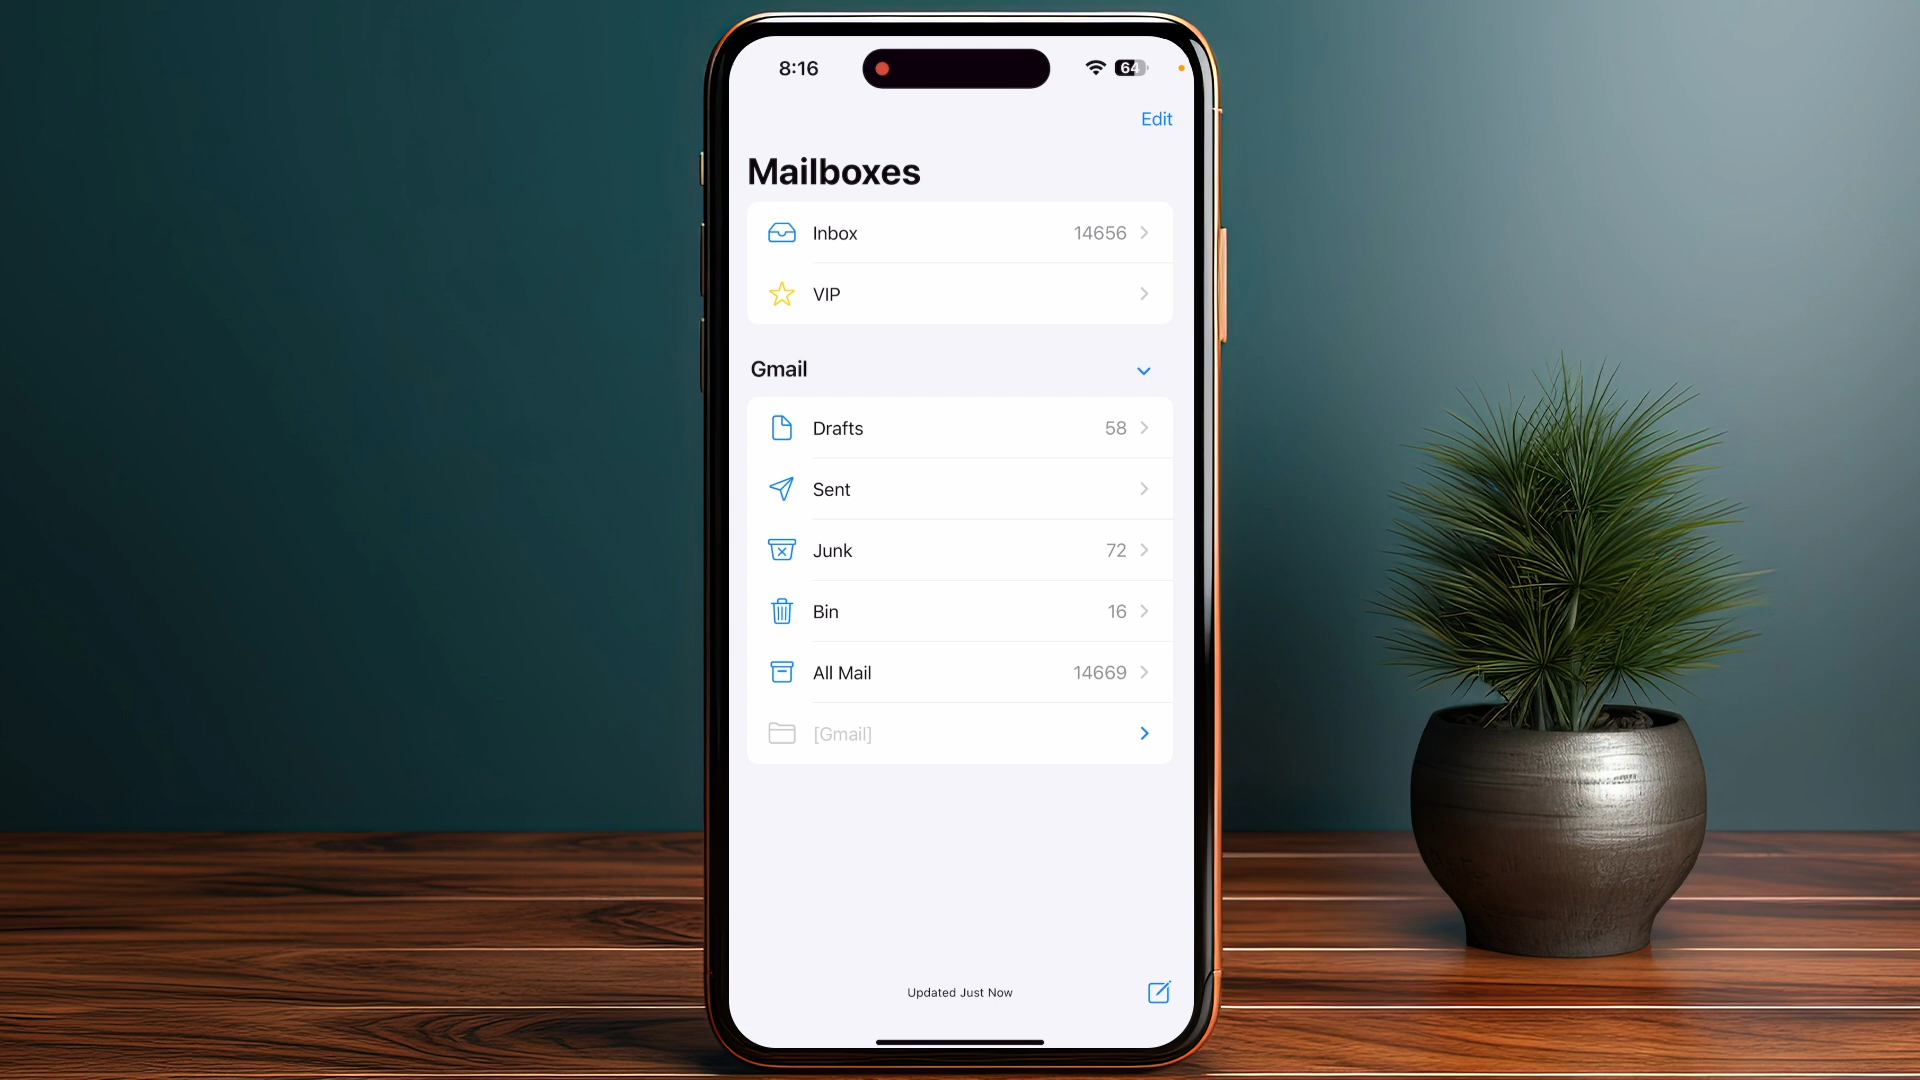 8:16
64
Edit
Mailboxes
Inbox 14656
VIP
Gmail
Drafts 58
Sent
Junk 72
Bin 16
All Mail 14669
[Gmail]
Updated Just Now